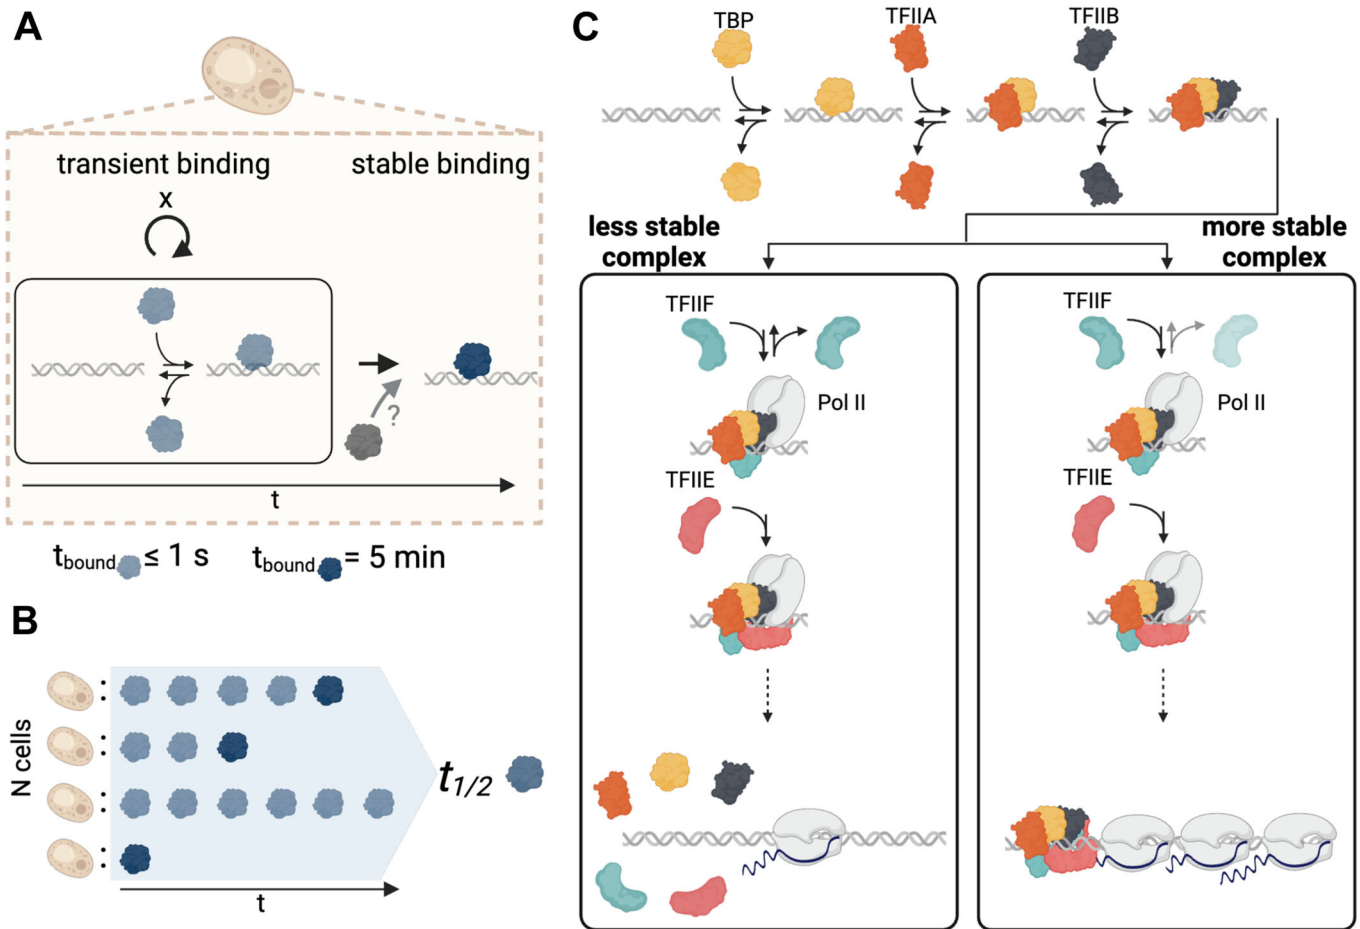 A
transient binding
stable binding
x
?
t
tbound ≤ 1 s
tbound = 5 min
B
N cells
:
:
:
:
t1/2
t
C
TBP
TFIIA
TFIIB
less stable
complex
more stable
complex
TFIIF
Pol II
TFIIE
TFIIF
Pol II
TFIIE